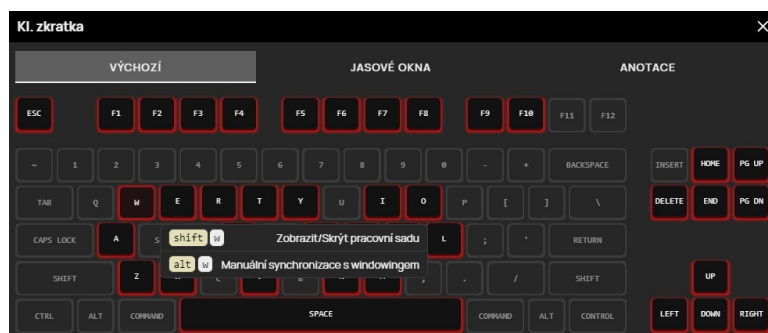 Kl. zkratka
VÝCHOZÍ JASOVÉ OKNA ANOTACE
ESC F1 F2 F3 F4 F5 F6 F7 F8 F9 F10 F11 F12
~ 1 2 3 4 5 6 7 8 9 0 - + BACKSPACE INSERT HOME PG UP
TAB Q W E R T Y U I O P [ ] \ DELETE END PG DN
CAPS LOCK A S L ; ' RETURN
shift w Zobrazit/Skrýt pracovní sadu
alt w Manuální synchronizace s windowingem
SHIFT Z . / SHIFT UP
CTRL ALT COMMAND SPACE COMMAND ALT CONTROL LEFT DOWN RIGHT